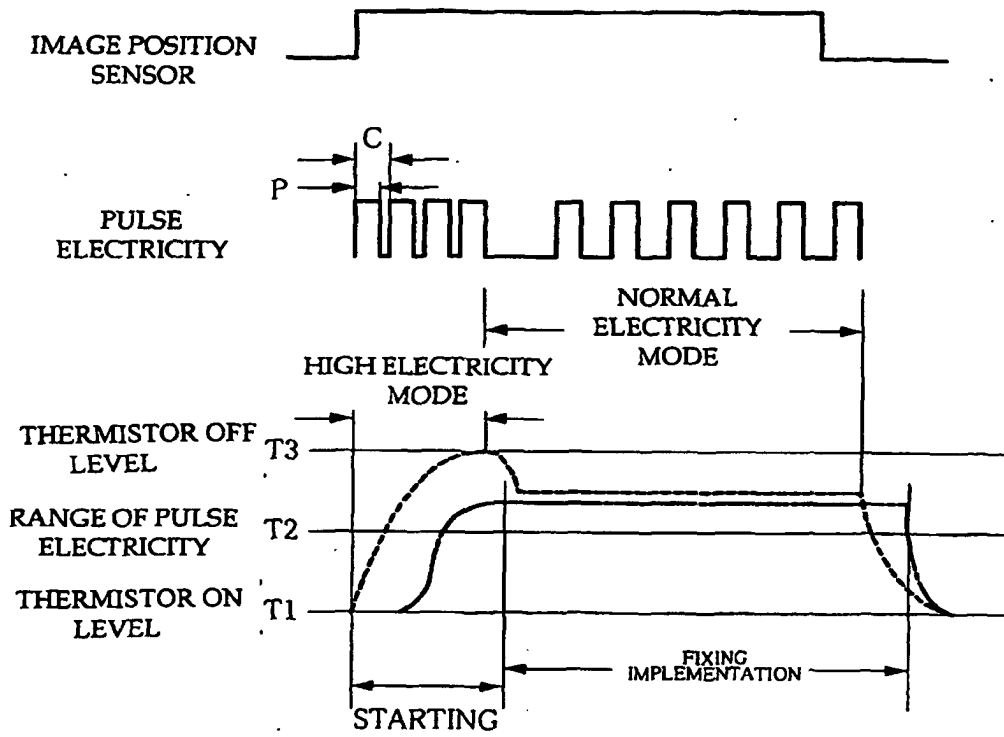 IMAGE POSITION
SENSOR
C
P
PULSE
ELECTRICITY
NORMAL
ELECTRICITY
MODE
HIGH ELECTRICITY
MODE
THERMISTOR OFF
LEVEL
T3
RANGE OF PULSE
ELECTRICITY
T2
THERMISTOR ON
LEVEL
T1
FIXING
IMPLEMENTATION
STARTING